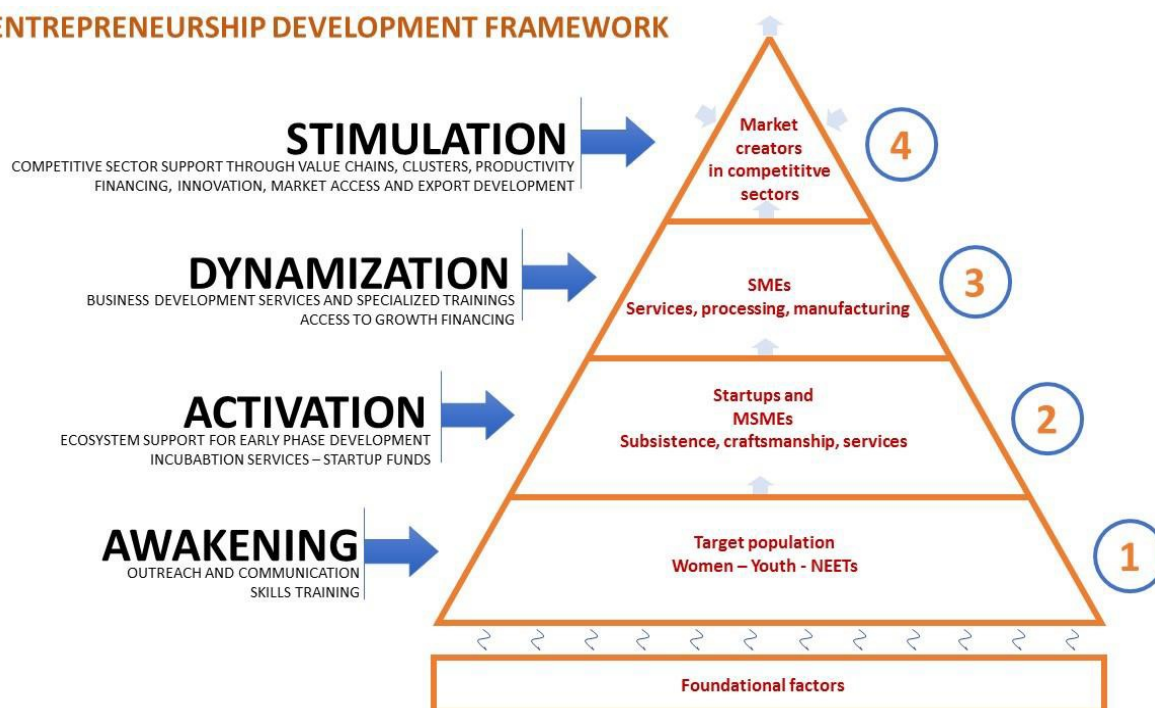 ENTREPRENEURSHIP DEVELOPMENT FRAMEWORK
STIMULATION
COMPETITIVE SECTOR SUPPORT THROUGH VALUE CHAINS, CLUSTERS, PRODUCTIVITY
FINANCING, INNOVATION, MARKET ACCESS AND EXPORT DEVELOPMENT
Market
creators
in competititve
sectors
4
DYNAMIZATION
BUSINESS DEVELOPMENT SERVICES AND SPECIALIZED TRAININGS
ACCESS TO GROWTH FINANCING
SMEs
Services, processing, manufacturing
3
ACTIVATION
ECOSYSTEM SUPPORT FOR EARLY PHASE DEVELOPMENT
INCUBABTION SERVICES – STARTUP FUNDS
Startups and
MSMEs
Subsistence, craftsmanship, services
2
AWAKENING
OUTREACH AND COMMUNICATION
SKILLS TRAINING
Target population
Women – Youth - NEETs
1
Foundational factors